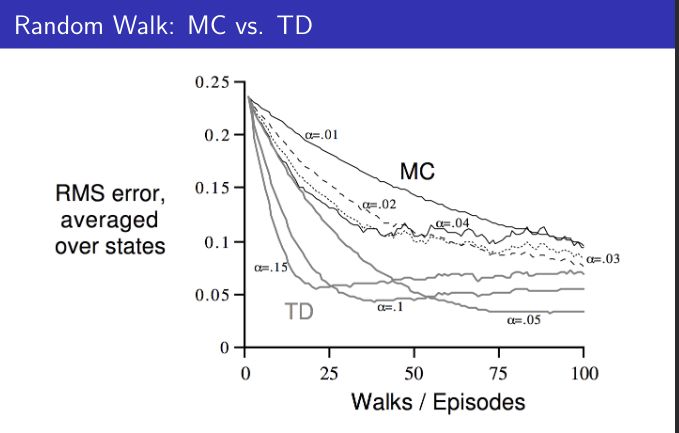 Random Walk: MC vs. TD
0.25
0.2
0.15
0.1
0.05
0
RMS error,
averaged
over states
α=.01
MC
α=.02
α=.04
α=.03
α=.15
TD
α=.1
α=.05
0
25
50
75
100
Walks / Episodes